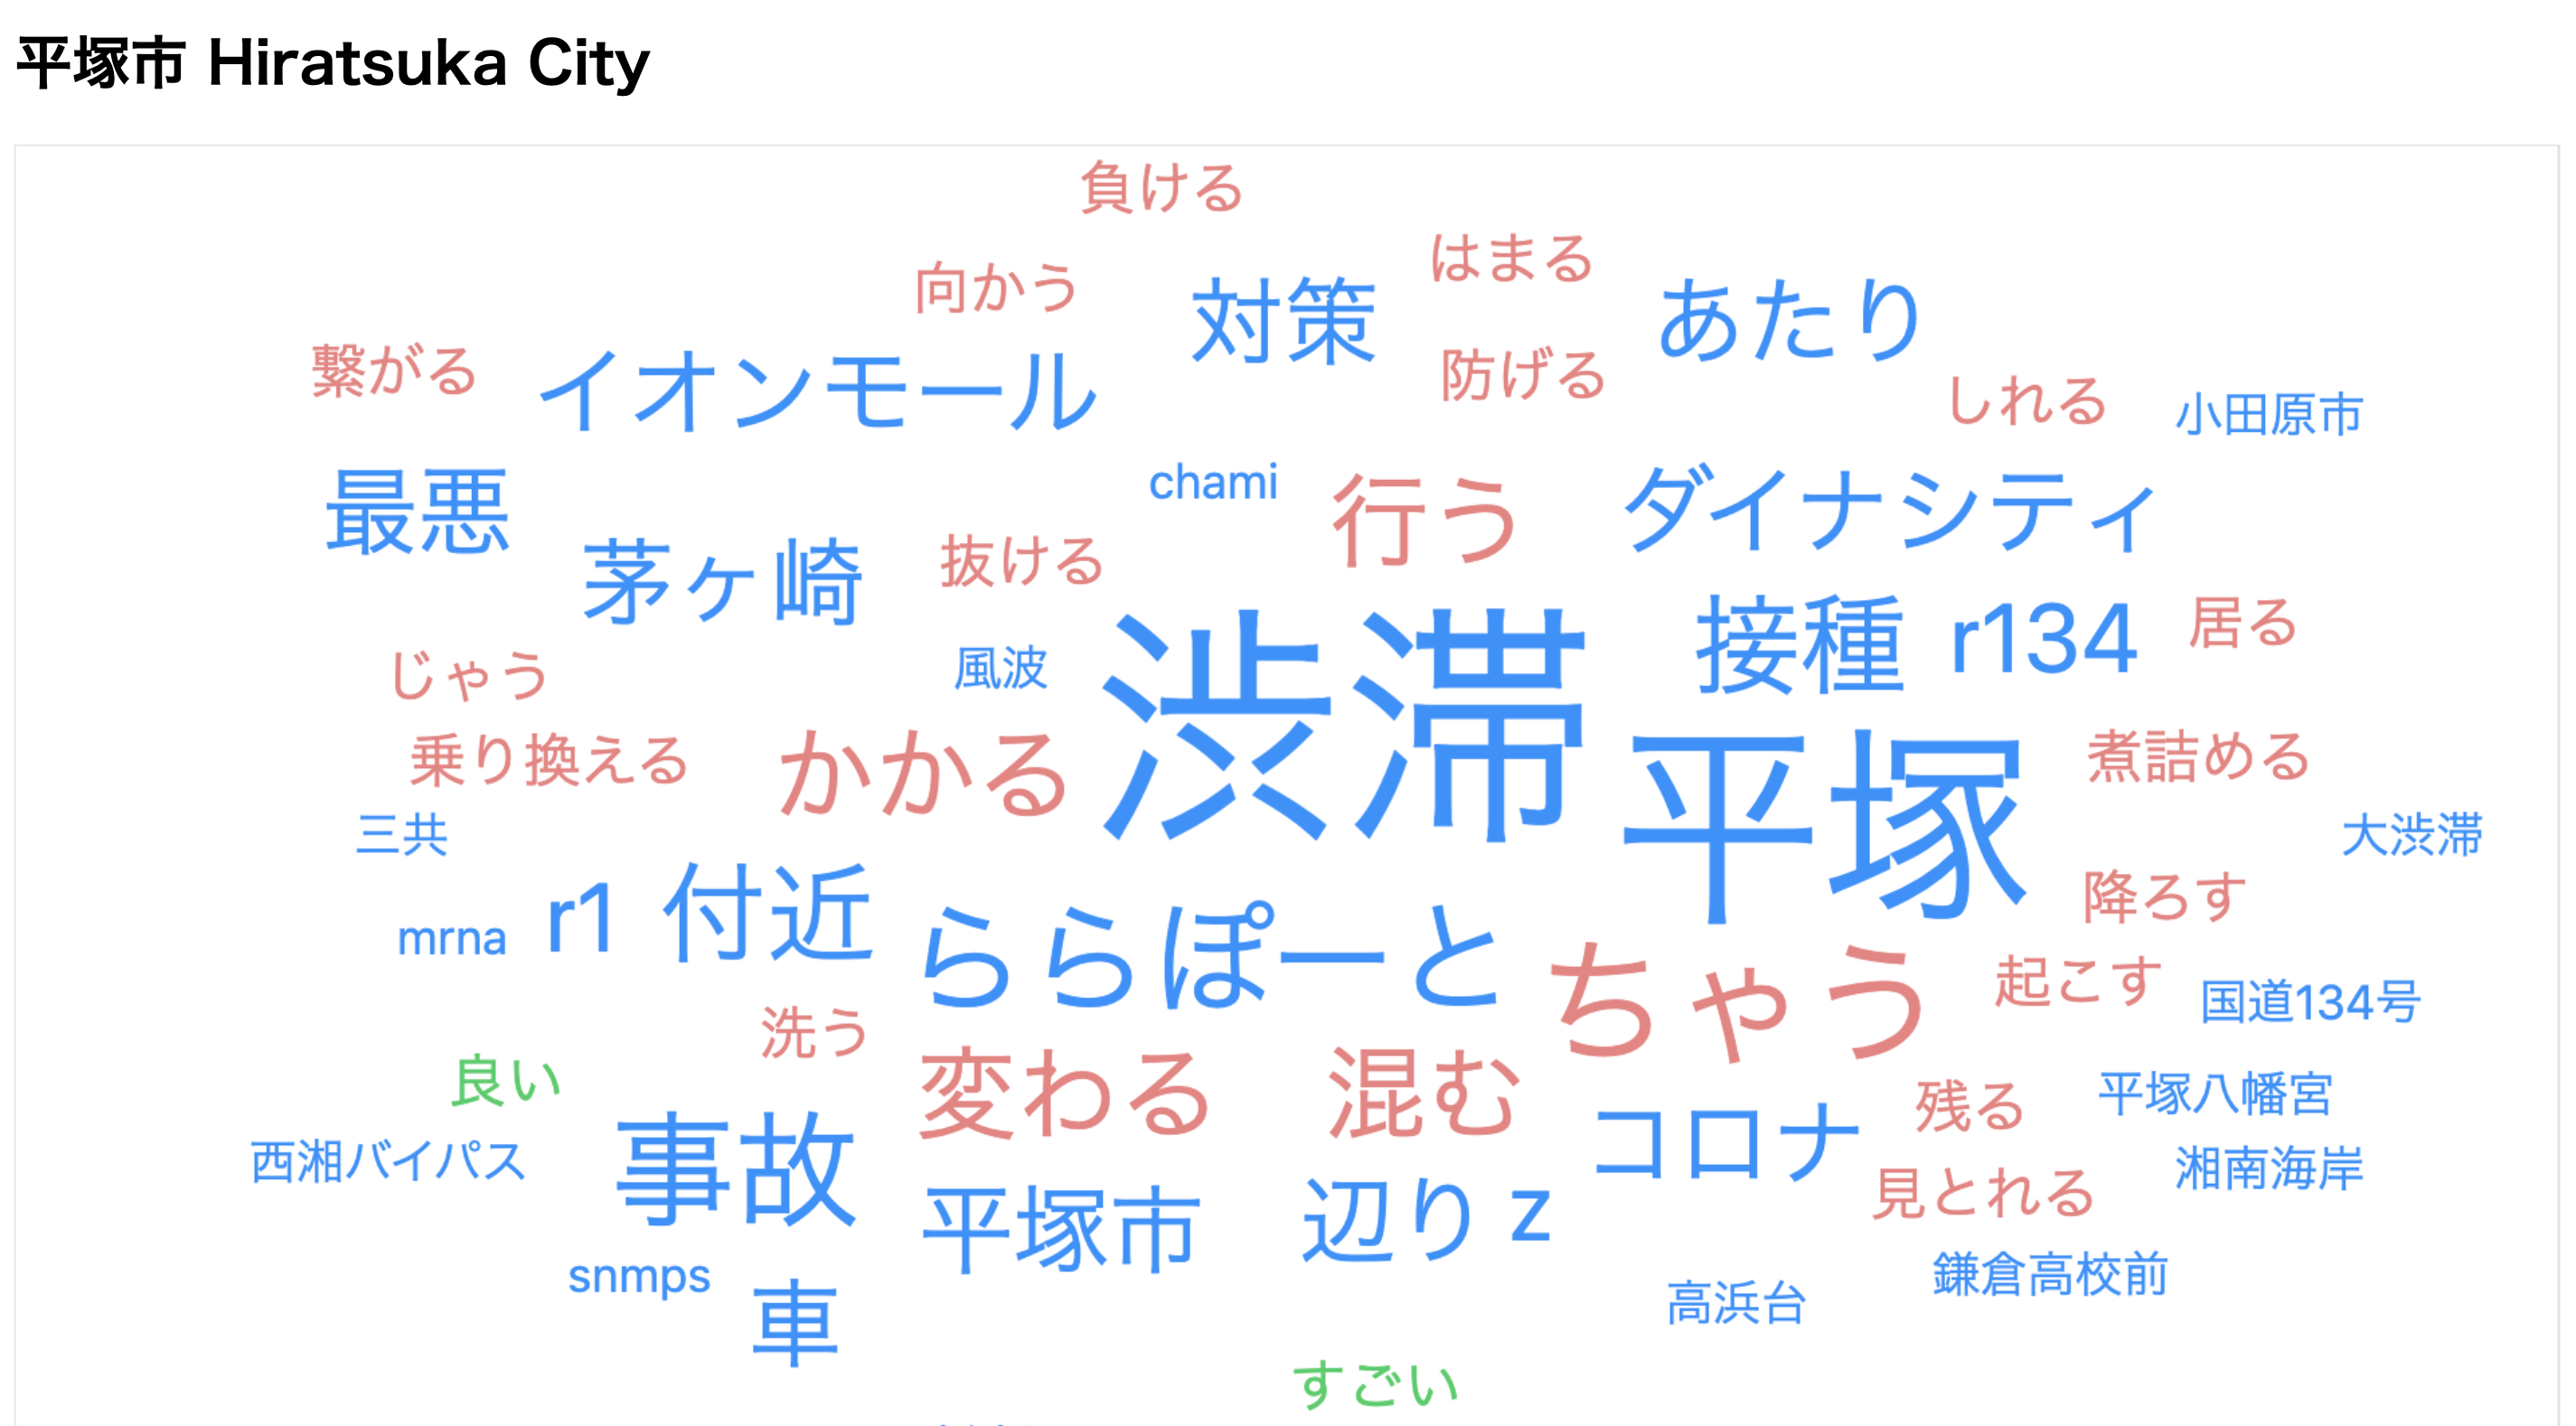 平塚市 Hiratsuka City
負ける
はまる
向かう
対策
あたり
繋がる
イオンモール
防げる
しれる
小田原市
最悪
chami
行う
ダイナシティ
茅ヶ崎
抜ける
接種
r134
居る
じゃう
風波
渋滞
乗り換える
かかる
平塚
煮詰める
三共
大渋滞
mrna
r1
付近
ららぽーと
降ろす
ちゃう
起こす
国道134号
洗う
良い
変わる
混む
コロナ
残る
平塚八幡宮
西湘バイパス
事故
見とれる
湘南海岸
平塚市
辺り
z
snmps
車
高浜台
鎌倉高校前
すごい